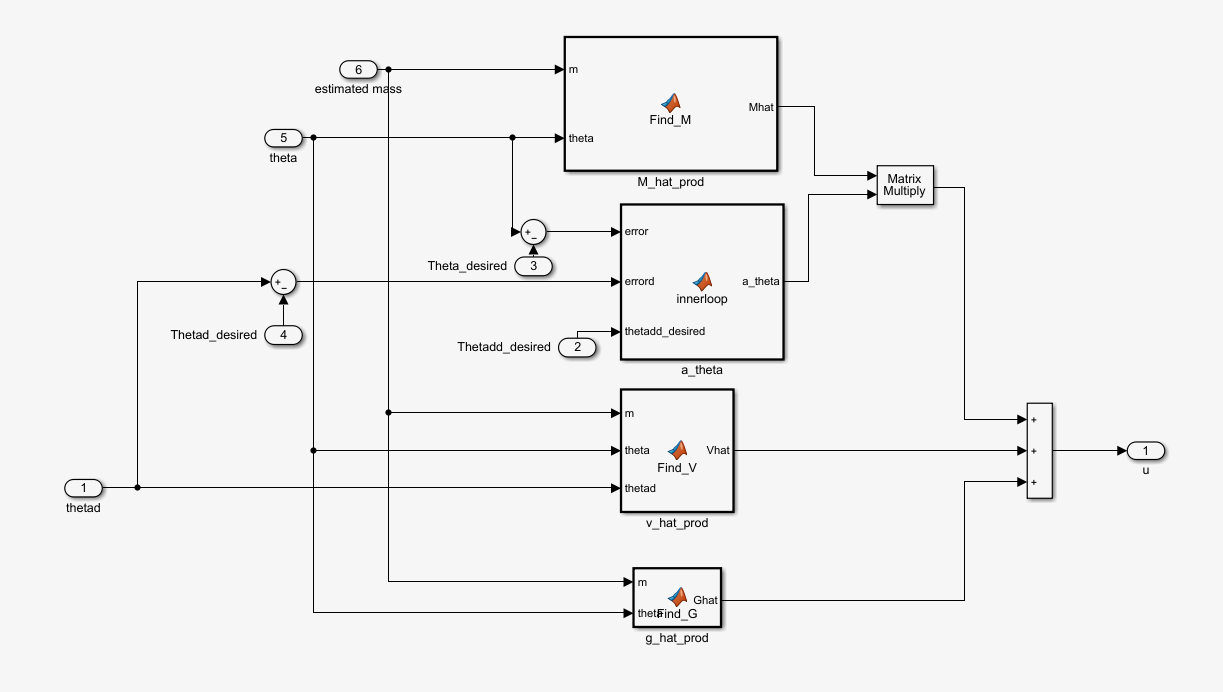 6
estimated mass
m
Find_M
Mhat
theta
M_hat_prod
5
theta
Matrix
Multiply
+
−
error
Theta_desired
3
+
−
errord
innerloop
a_theta
Thetad_desired
4
thetadd_desired
Thetadd_desired
2
a_theta
m
theta
Find_V
Vhat
thetad
v_hat_prod
+
+
+
1
u
1
thetad
m
theta
Find_G
Ghat
g_hat_prod